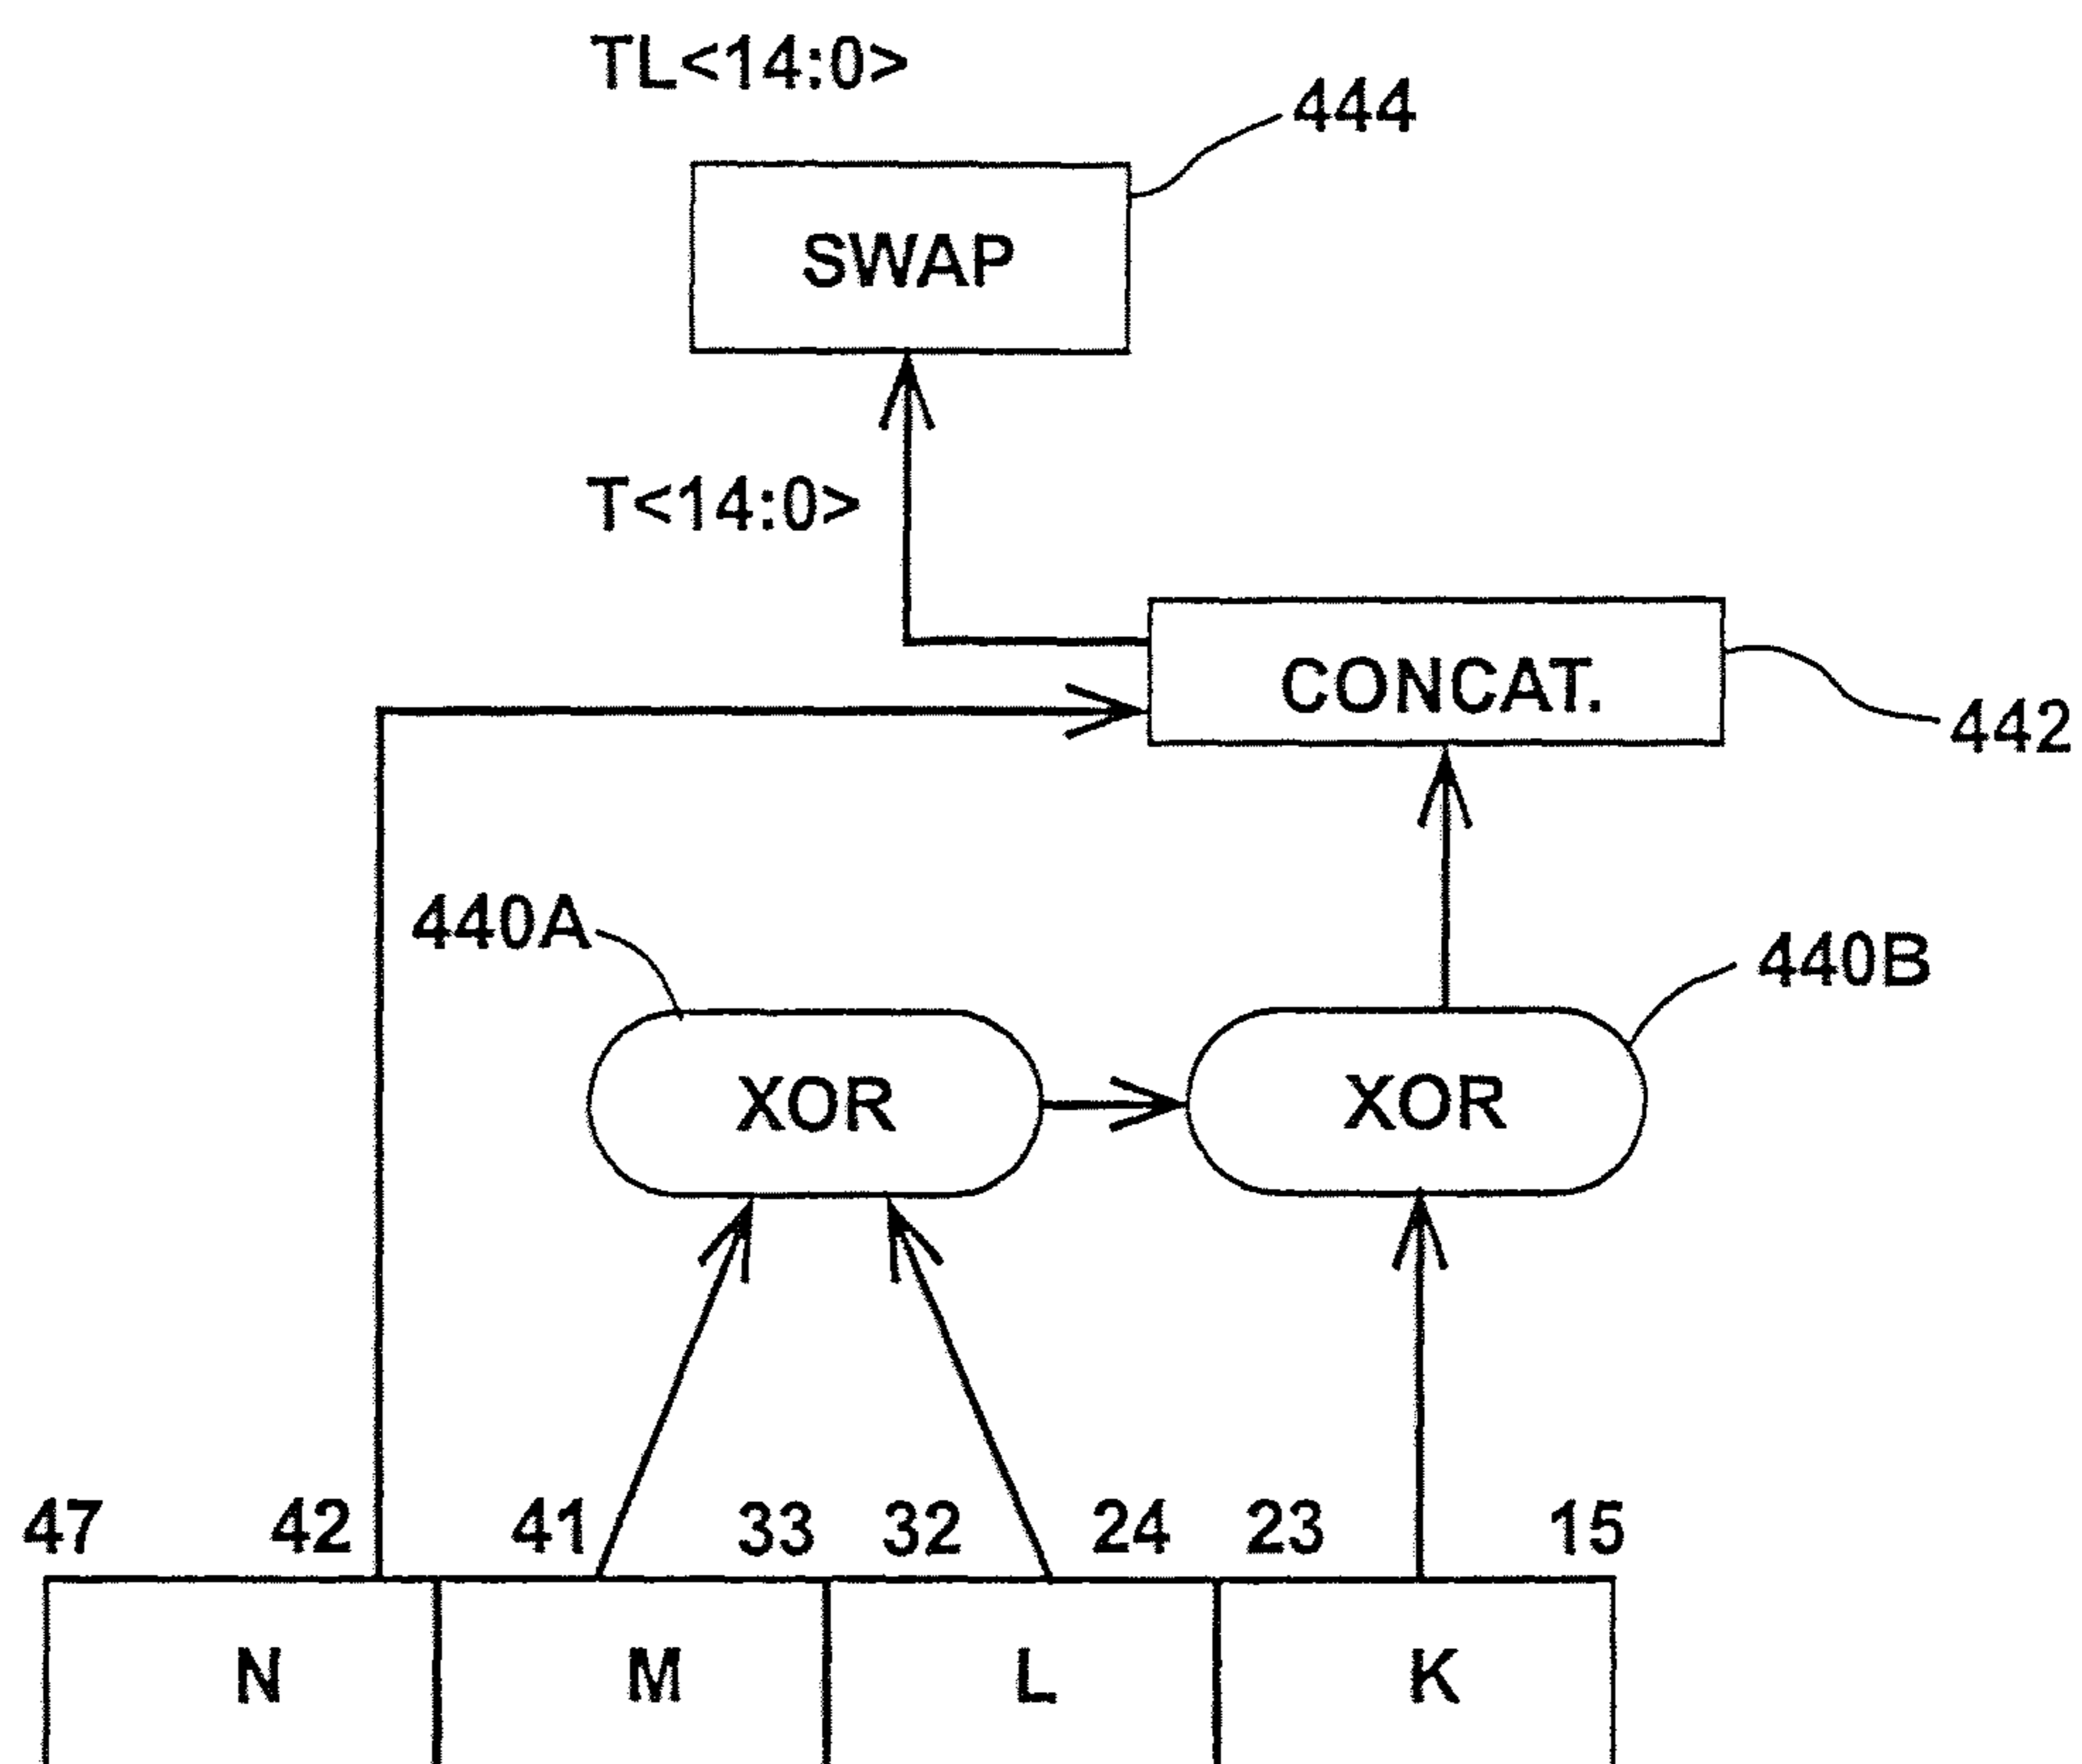 TL<14:0>
444
SWAP
T<14:0>
CONCAT.
442
440A
440B
XOR
XOR
47 42 41 33 32 24 23 15
N M L K